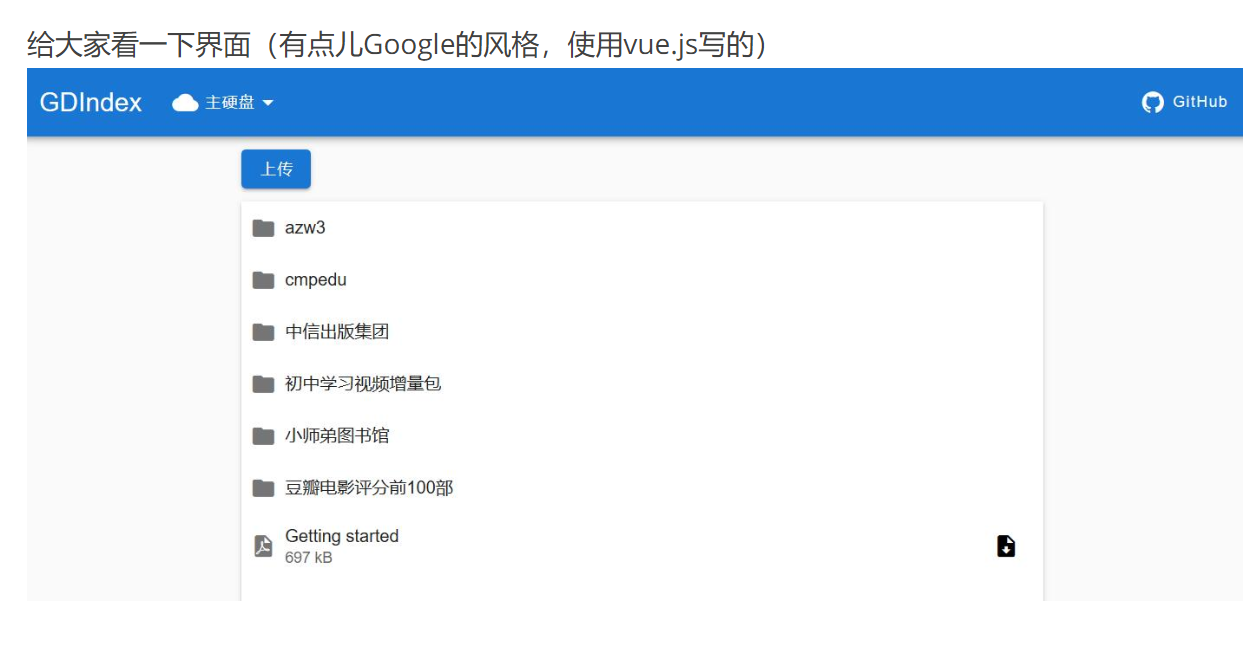 给大家看一下界面（有点儿Google的风格，使用vue.js写的）
GDIndex 主硬盘 GitHub
上传
azw3
cmpedu
中信出版集团
初中学习视频增量包
小师弟图书馆
豆瓣电影评分前100部
Getting started
697 kB